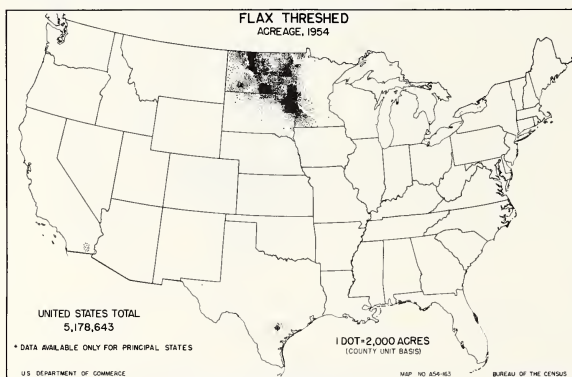 FLAX THRESHED
ACREAGE, 1954
UNITED STATES TOTAL
5,178,643
* DATA AVAILABLE ONLY FOR PRINCIPAL STATES
1 DOT=2,000 ACRES
(COUNTY UNIT BASIS)
U.S. DEPARTMENT OF COMMERCE
MAP NO. A54-163
BUREAU OF THE CENSUS